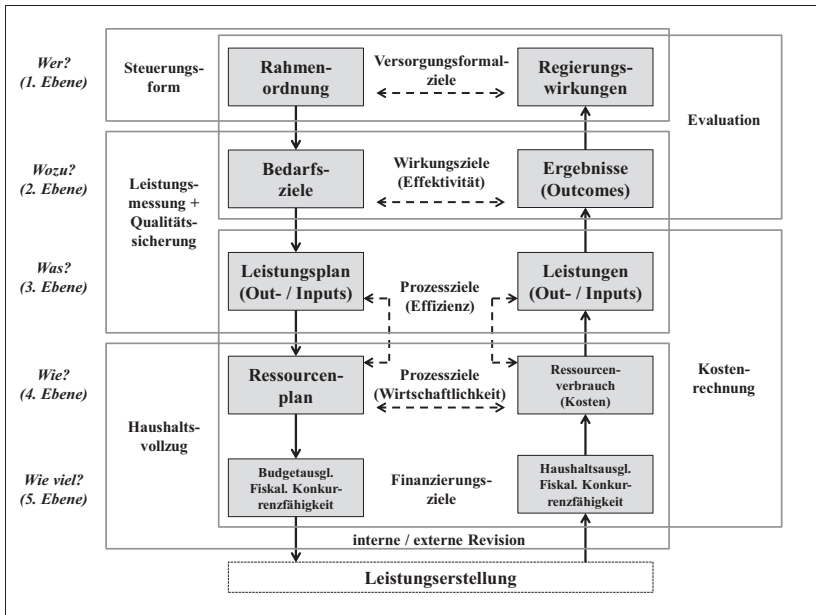 Wer?
(1. Ebene)
Steuerungs-
form
Rahmen-
ordnung
Versorgungsformal-
ziele
Regierungs-
wirkungen
Evaluation
Wozu?
(2. Ebene)
Leistungs-
messung +
Qualitäts-
sicherung
Bedarfs-
ziele
Wirkungsziele
(Effektivität)
Ergebnisse
(Outcomes)
Was?
(3. Ebene)
Leistungsplan
(Out- / Inputs)
Prozessziele
(Effizienz)
Leistungen
(Out- / Inputs)
Wie?
(4. Ebene)
Ressourcen-
plan
Prozessziele
(Wirtschaftlichkeit)
Ressourcen-
verbrauch
(Kosten)
Kosten-
rechnung
Haushalts-
vollzug
Wie viel?
(5. Ebene)
Budgetausgl.
Fiskal. Konkur-
renzfähigkeit
Finanzierungs-
ziele
Haushaltsausgl.
Fiskal. Konkur-
renzfähigkeit
interne / externe Revision
Leistungserstellung